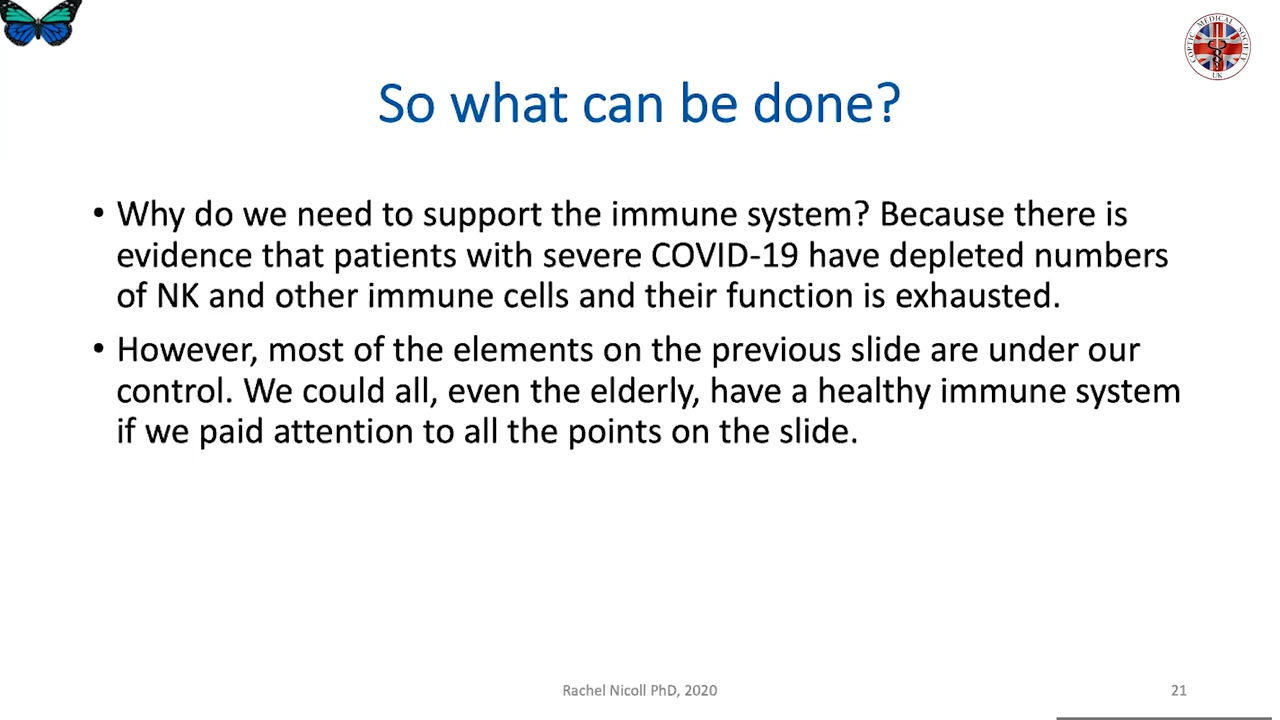 COPTIC MEDICAL SOCIETY
UK
So what can be done?
• Why do we need to support the immune system? Because there is
evidence that patients with severe COVID-19 have depleted numbers
of NK and other immune cells and their function is exhausted.
• However, most of the elements on the previous slide are under our
control. We could all, even the elderly, have a healthy immune system
if we paid attention to all the points on the slide.
Rachel Nicoll PhD, 2020
21